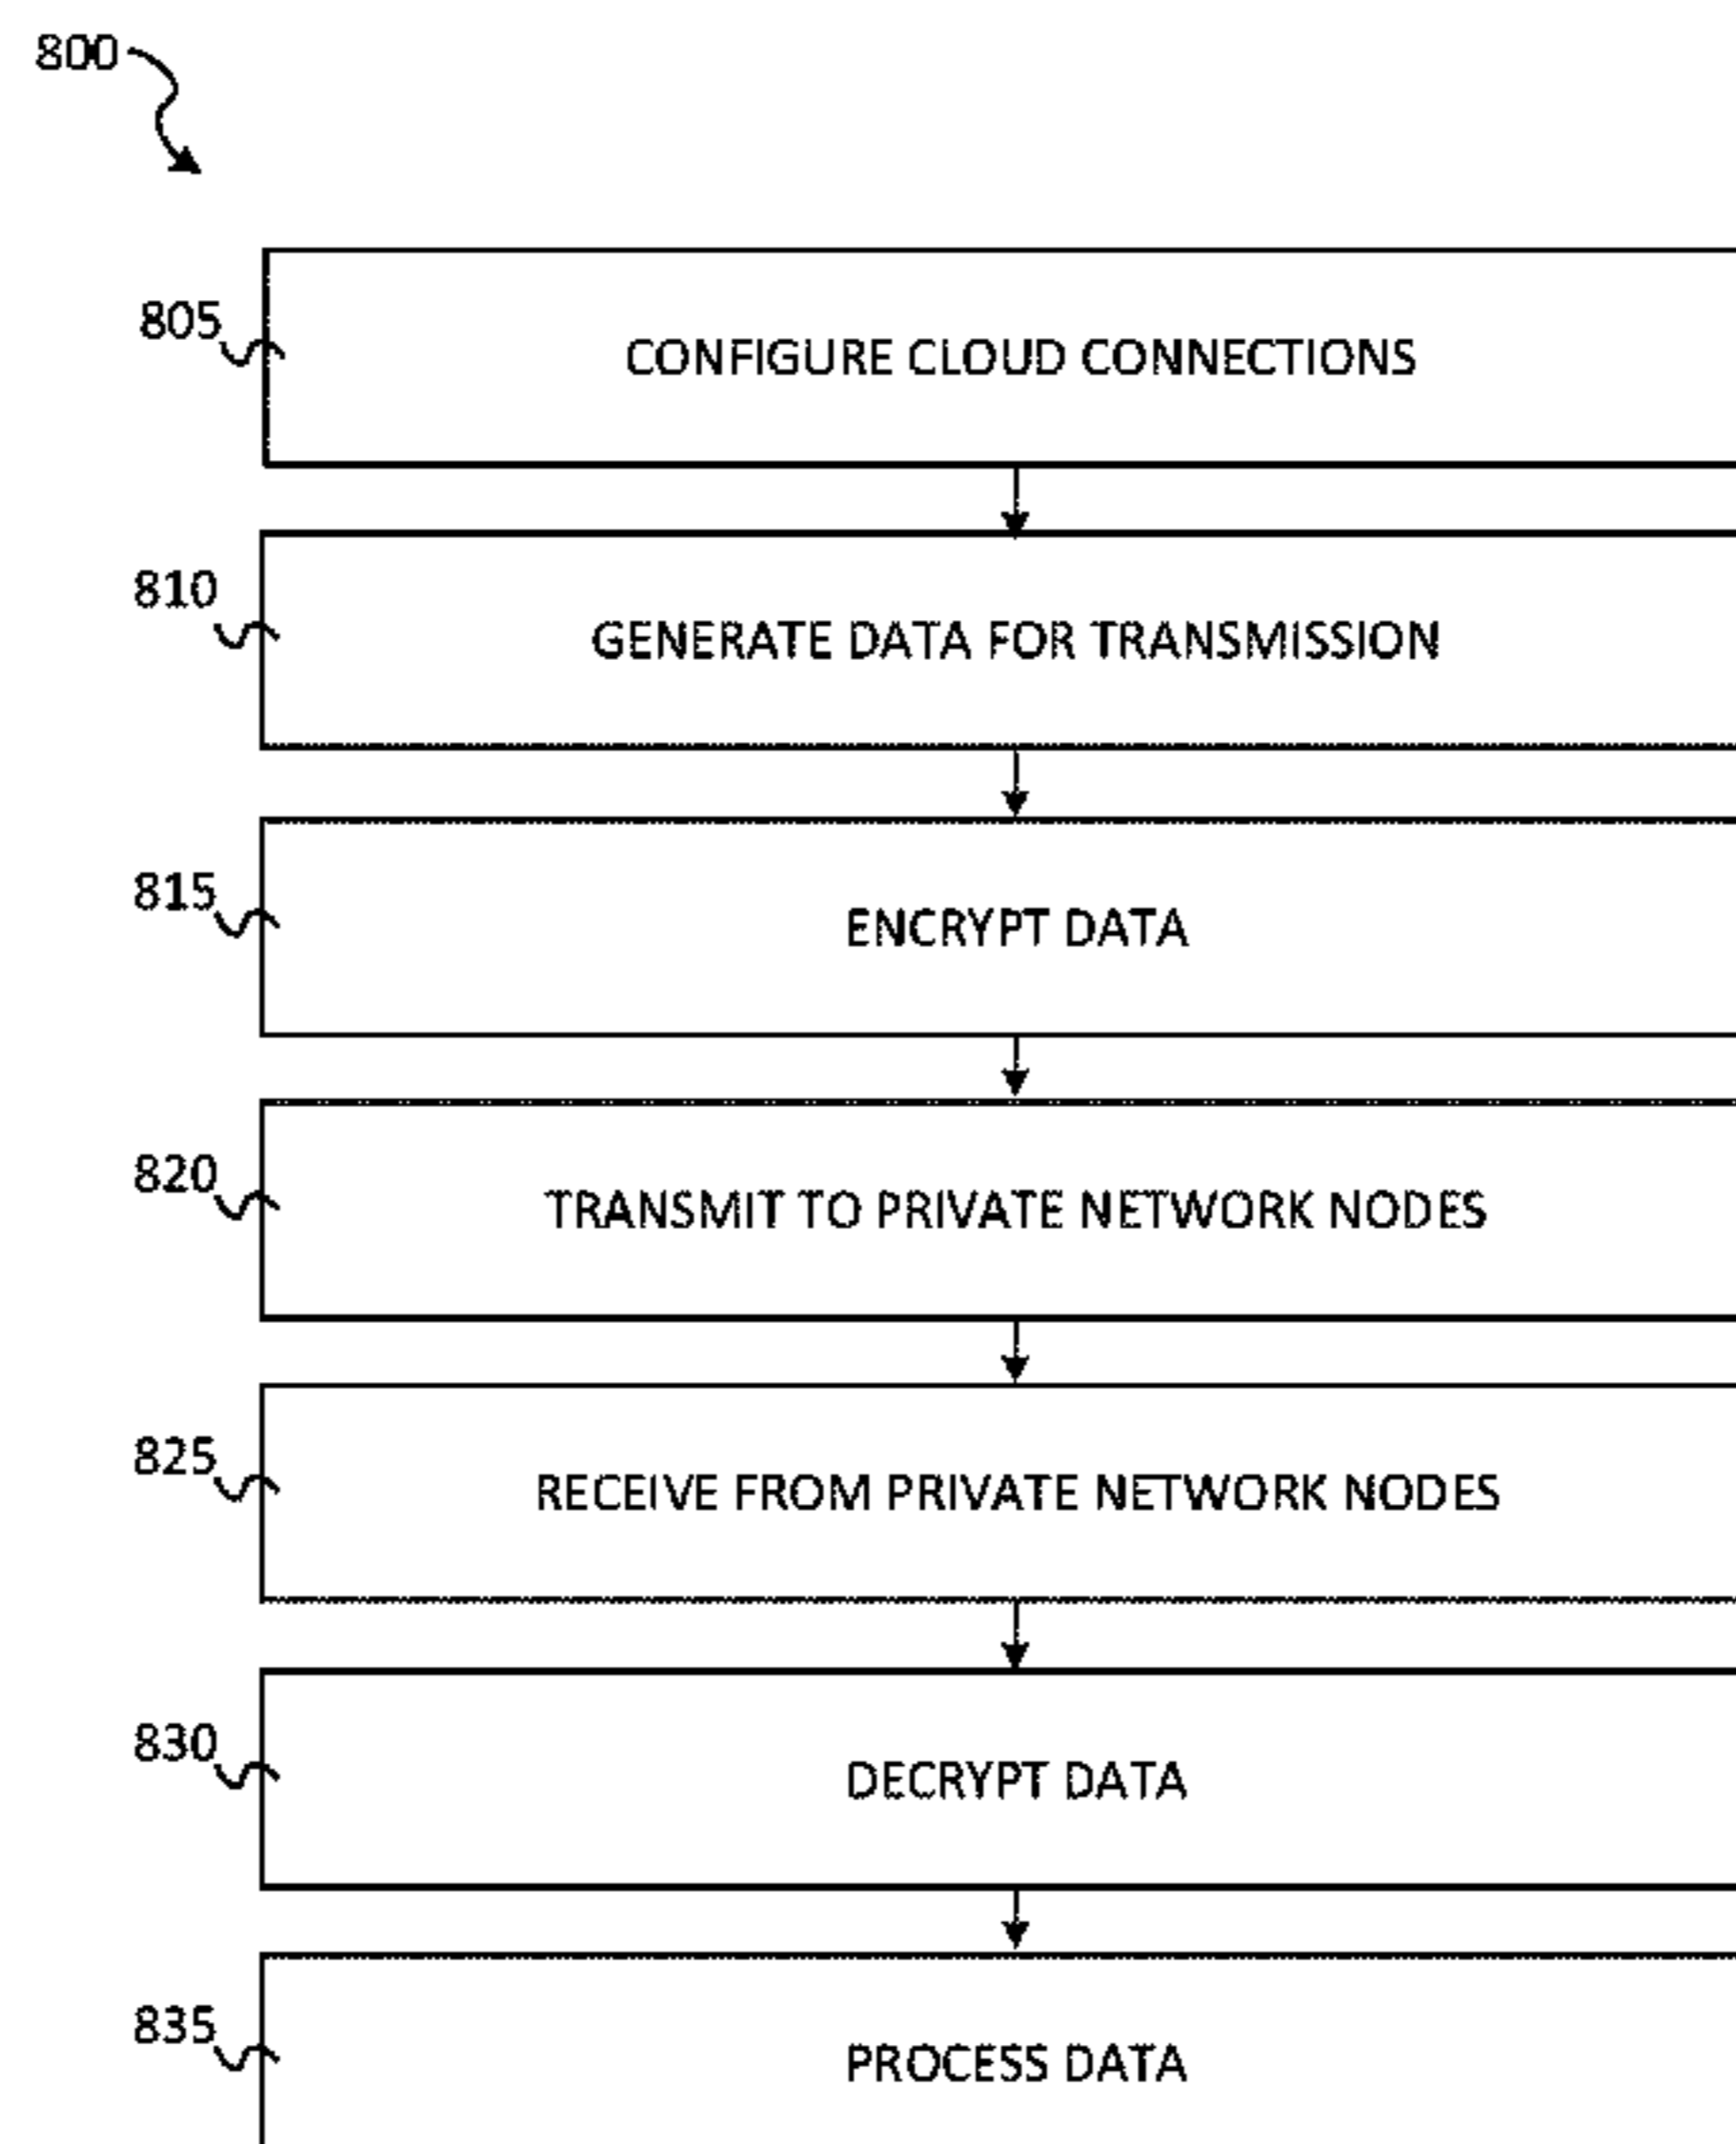 800
805
CONFIGURE CLOUD CONNECTIONS
810
GENERATE DATA FOR TRANSMISSION
815
ENCRYPT DATA
820
TRANSMIT TO PRIVATE NETWORK NODES
825
RECEIVE FROM PRIVATE NETWORK NODES
830
DECRYPT DATA
835
PROCESS DATA